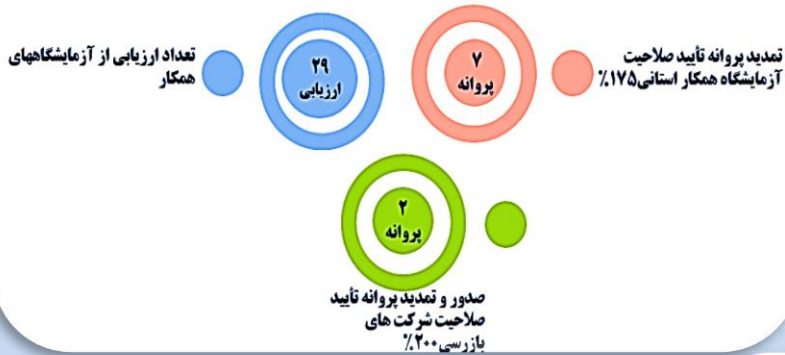 تمدید پروانه تأیید صلاحیت
آزمایشگاه همکار استانی۱۷۵٪
۷
پروانه
۲۹
ارزیابی
تعداد ارزیابی از آزمایشگاههای
همکار
۲
پروانه
صدور و تمدید پروانه تأیید
صلاحیت شرکت های
بازرسی۲۰۰٪